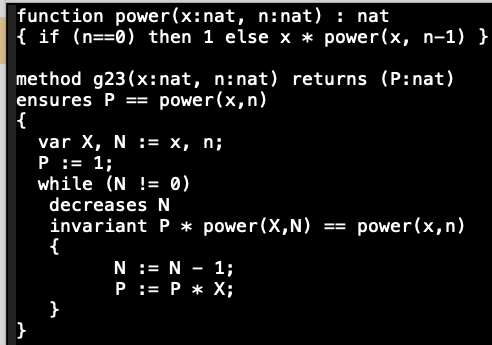 function power(x:nat, n:nat) : nat
{ if (n==0) then 1 else x * power(x, n-1) }

method g23(x:nat, n:nat) returns (P:nat)
ensures P == power(x,n)
{
  var X, N := x, n;
  P := 1;
  while (N != 0)
   decreases N
   invariant P * power(X,N) == power(x,n)
   {
         N := N - 1;
         P := P * X;
   }
}